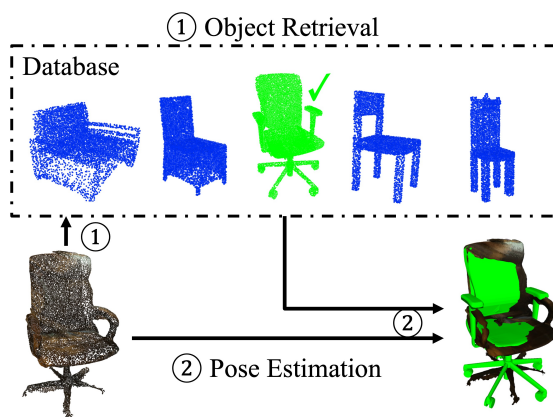 ① Object Retrieval
Database
①
②
② Pose Estimation